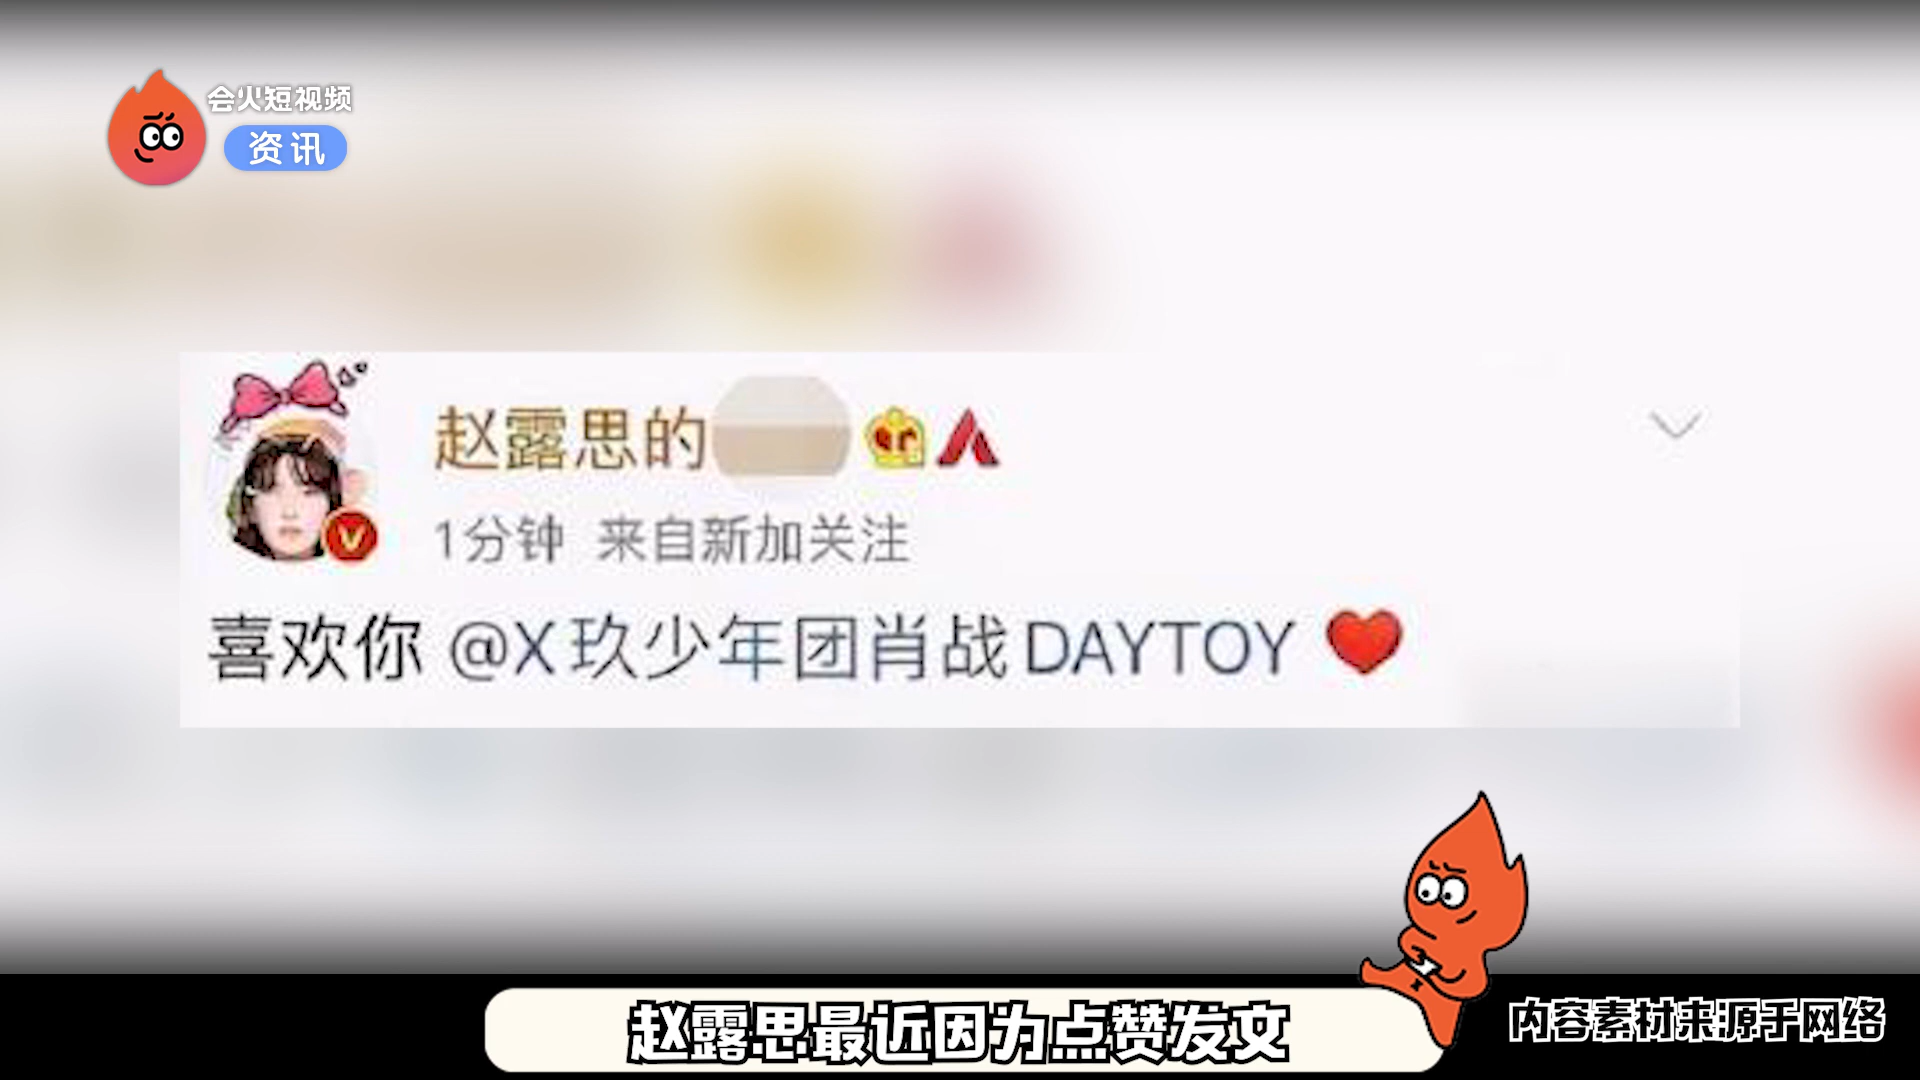 会火短视频
资讯
赵露思的
1分钟 来自新加关注
喜欢你 @X玖少年团肖战DAYTOY
赵露思最近因为点赞发文
内容素材来源于网络